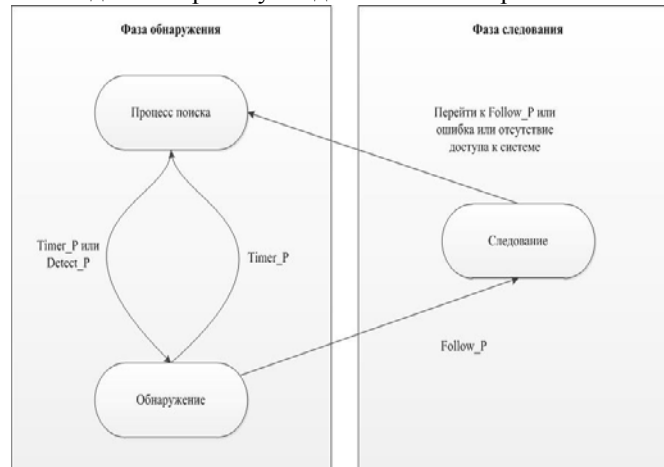 Фаза обнаружения
Фаза следования
Процесс поиска
Перейти к Follow_P или
ошибка или отсутствие
доступа к системе
Timer_P или
Detect_P
Timer_P
Следование
Follow_P
Обнаружение